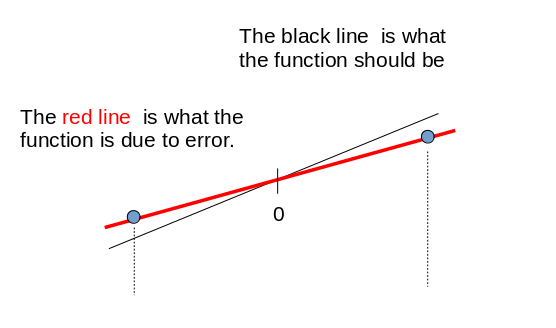 The black line  is what
the function should be
The red line  is what the
function is due to error.
0